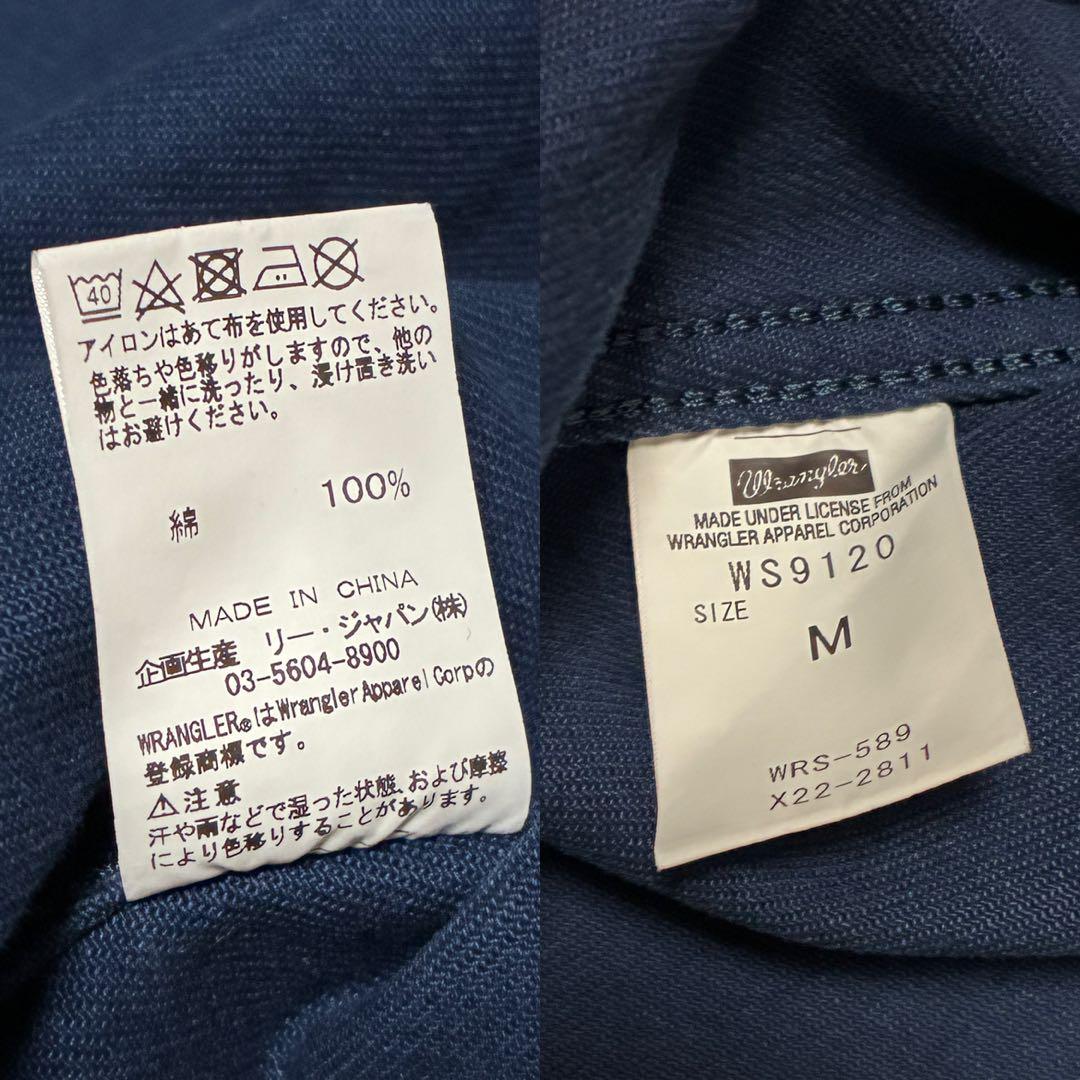 40
アイロンはあて布を使用してください。
色落ちや色移りがしますので、他の
物と一緒に洗ったり、浸け置き洗い
はお避けください。
綿 100%
MADE IN CHINA
企画生産 リー・ジャパン(株)
03-5604-8900
WRANGLER®はWrangler Apparel Corpの
登録商標です。
⚠注意
汗や雨などで湿った状態、および摩擦
により色移りすることがあります。
Wrangler
MADE UNDER LICENSE FROM
WRANGLER APPAREL CORPORATION
WS9120
SIZE
M
WRS-589
X22-2811